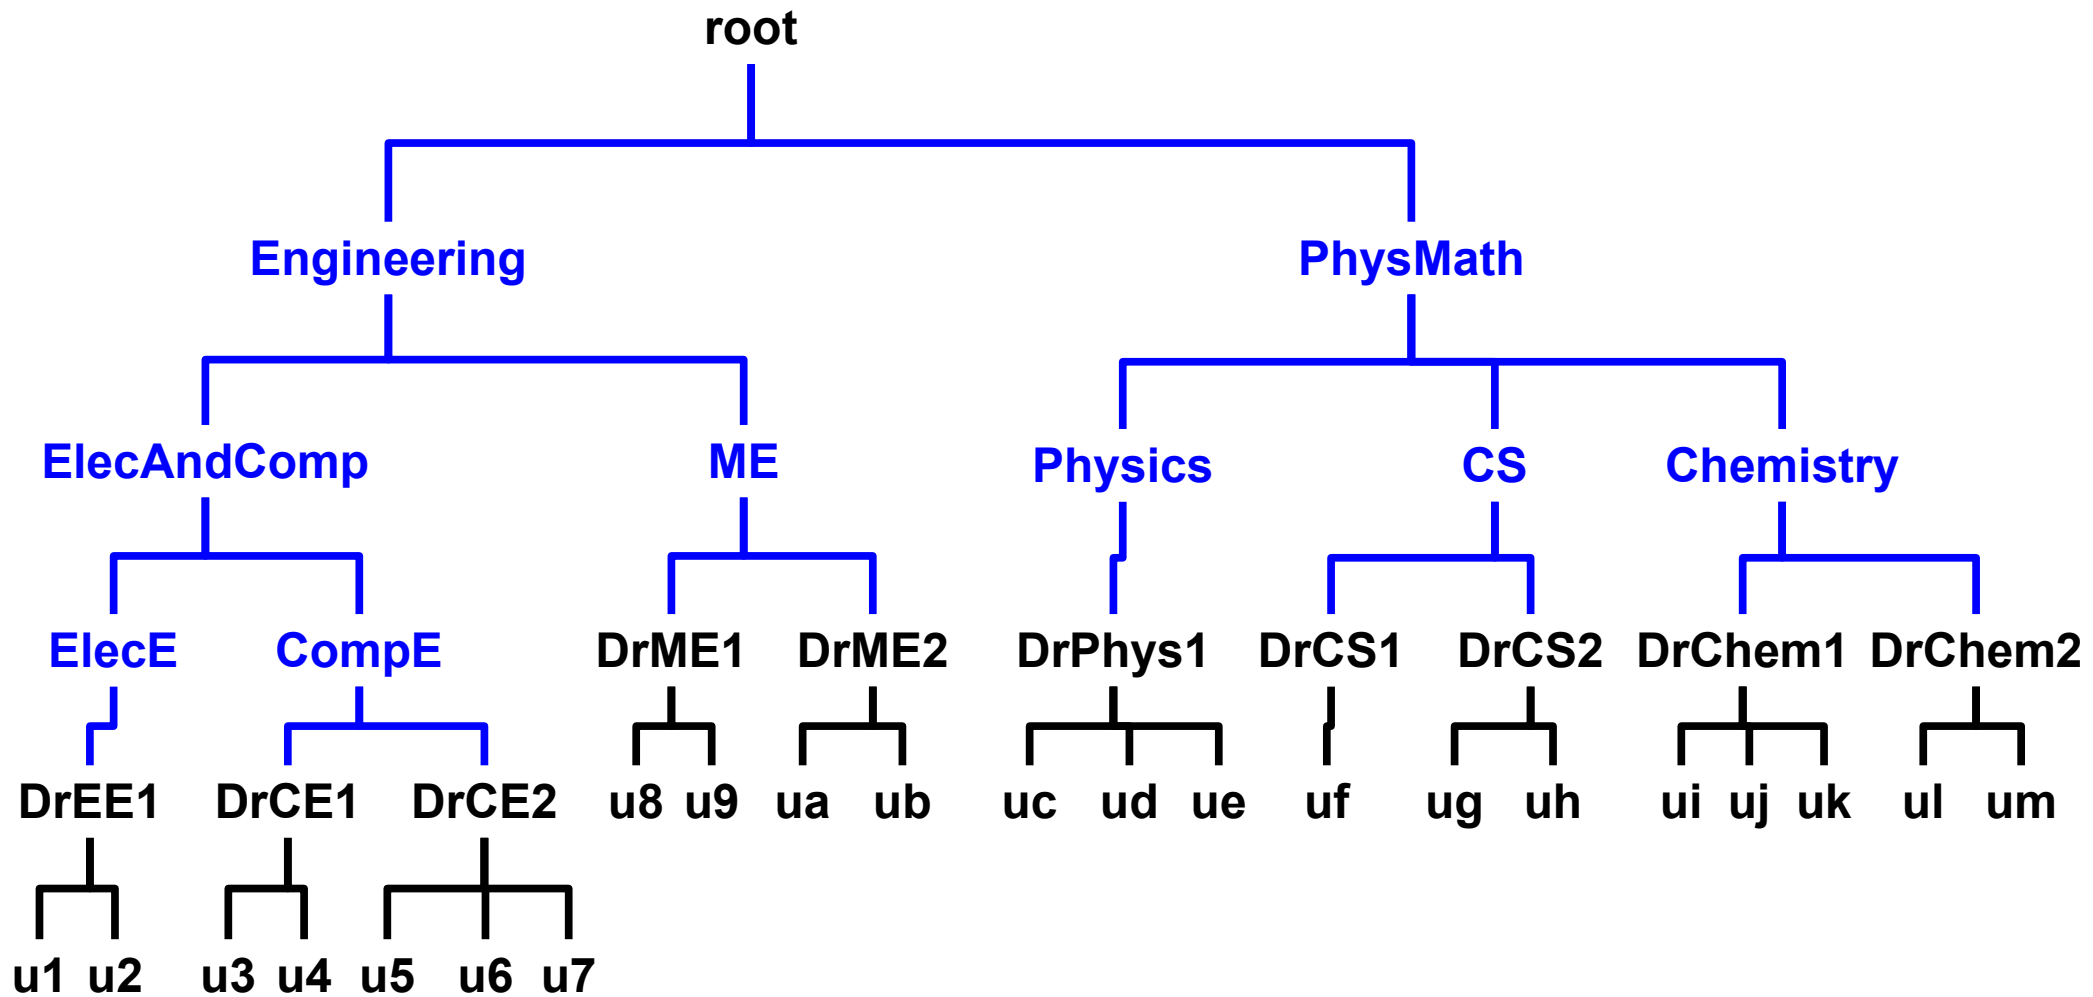 root
Engineering PhysMath
ElecAndComp ME Physics CS Chemistry
ElecE CompE DrME1 DrME2 DrPhys1 DrCS1 DrCS2 DrChem1 DrChem2
DrEE1 DrCE1 DrCE2 u8 u9 ua ub uc ud ue uf ug uh ui uj uk ul um
u1 u2 u3 u4 u5 u6 u7